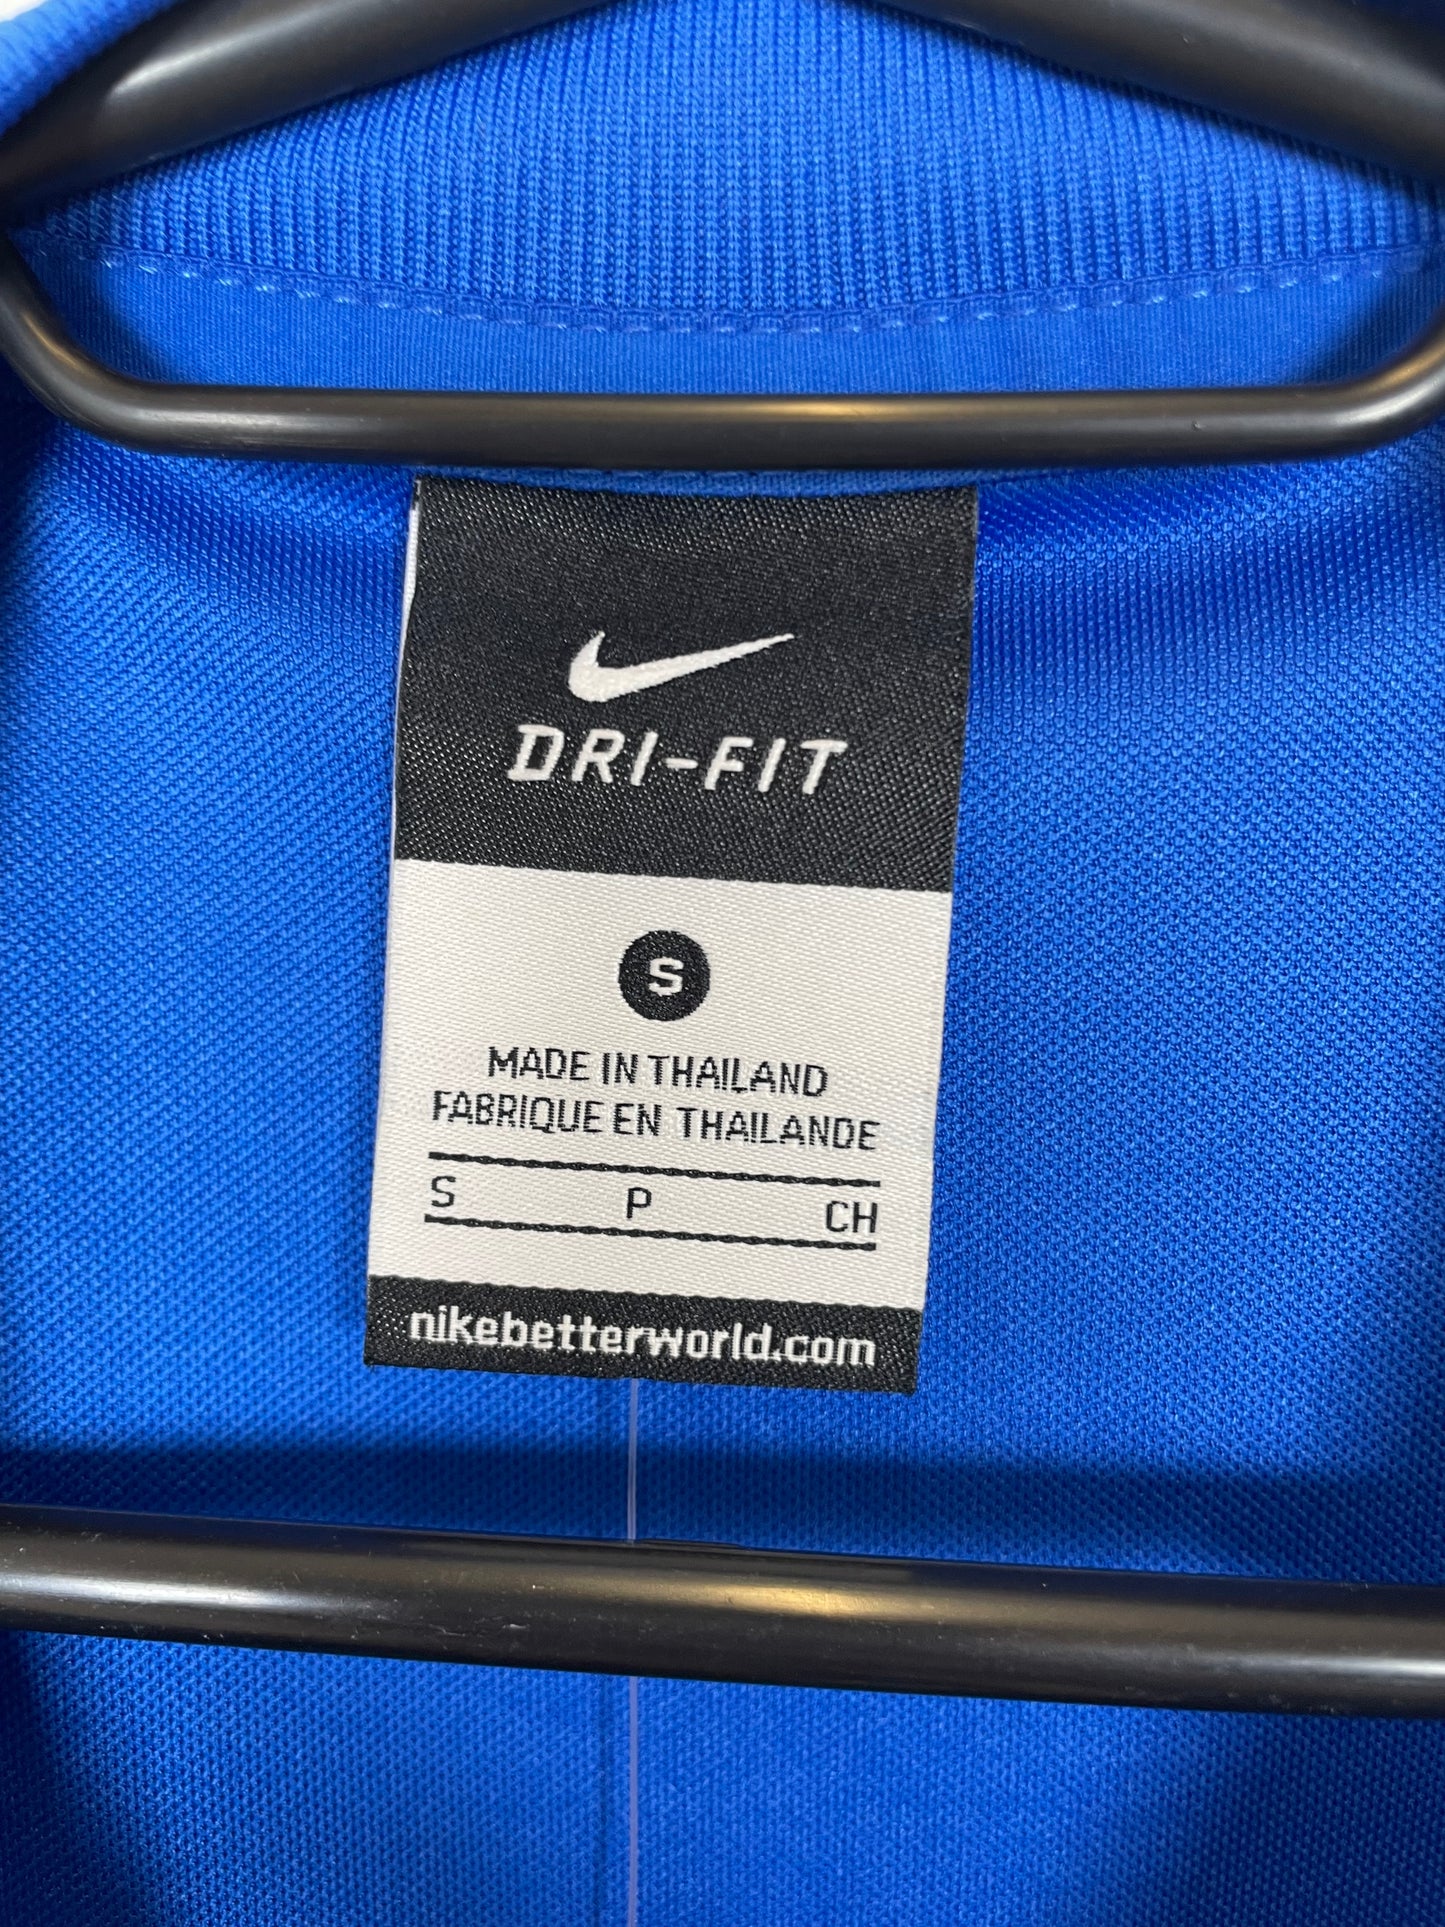 DRI-FIT
S
MADE IN THAILAND
FABRIQUE EN THAILANDE
S P CH
nikebetterworld.com